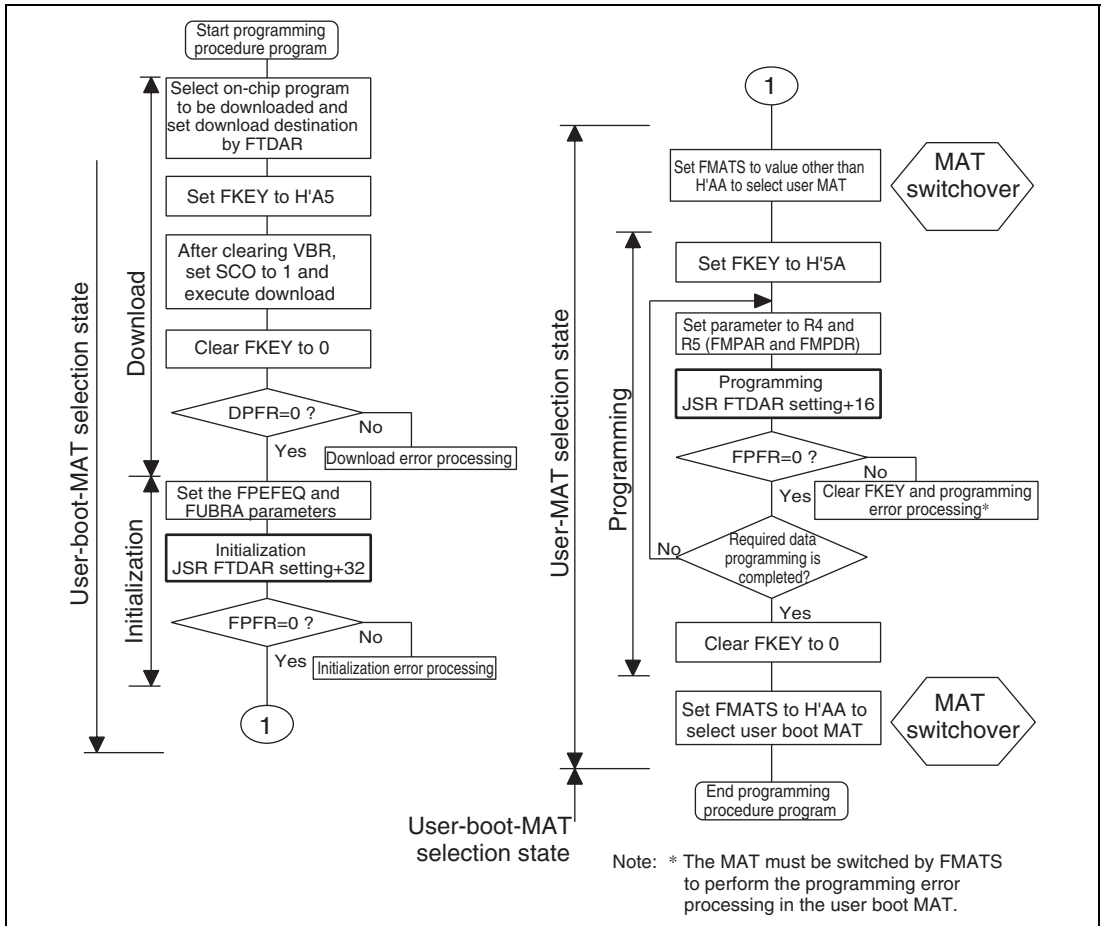 Start programming
procedure program
Select on-chip program
to be downloaded and
set download destination
by FTDAR
Set FKEY to H'A5
After clearing VBR,
set SCO to 1 and
execute download
Clear FKEY to 0
DPFR=0 ?
No
Yes
Download error processing
Set the FPEFEQ and
FUBRA parameters
Initialization
JSR FTDAR setting+32
FPFR=0 ?
No
Yes
Initialization error processing
1
Download
Initialization
User-boot-MAT selection state
1
Set FMATS to value other than
H'AA to select user MAT
MAT
switchover
Set FKEY to H'5A
Set parameter to R4 and
R5 (FMPAR and FMPDR)
Programming
JSR FTDAR setting+16
FPFR=0 ?
No
Yes
Clear FKEY and programming
error processing*
Required data
programming is
completed?
No
Yes
Clear FKEY to 0
Set FMATS to H'AA to
select user boot MAT
MAT
switchover
End programming
procedure program
Programming
User-MAT selection state
User-boot-MAT
selection state
Note: * The MAT must be switched by FMATS
to perform the programming error
processing in the user boot MAT.